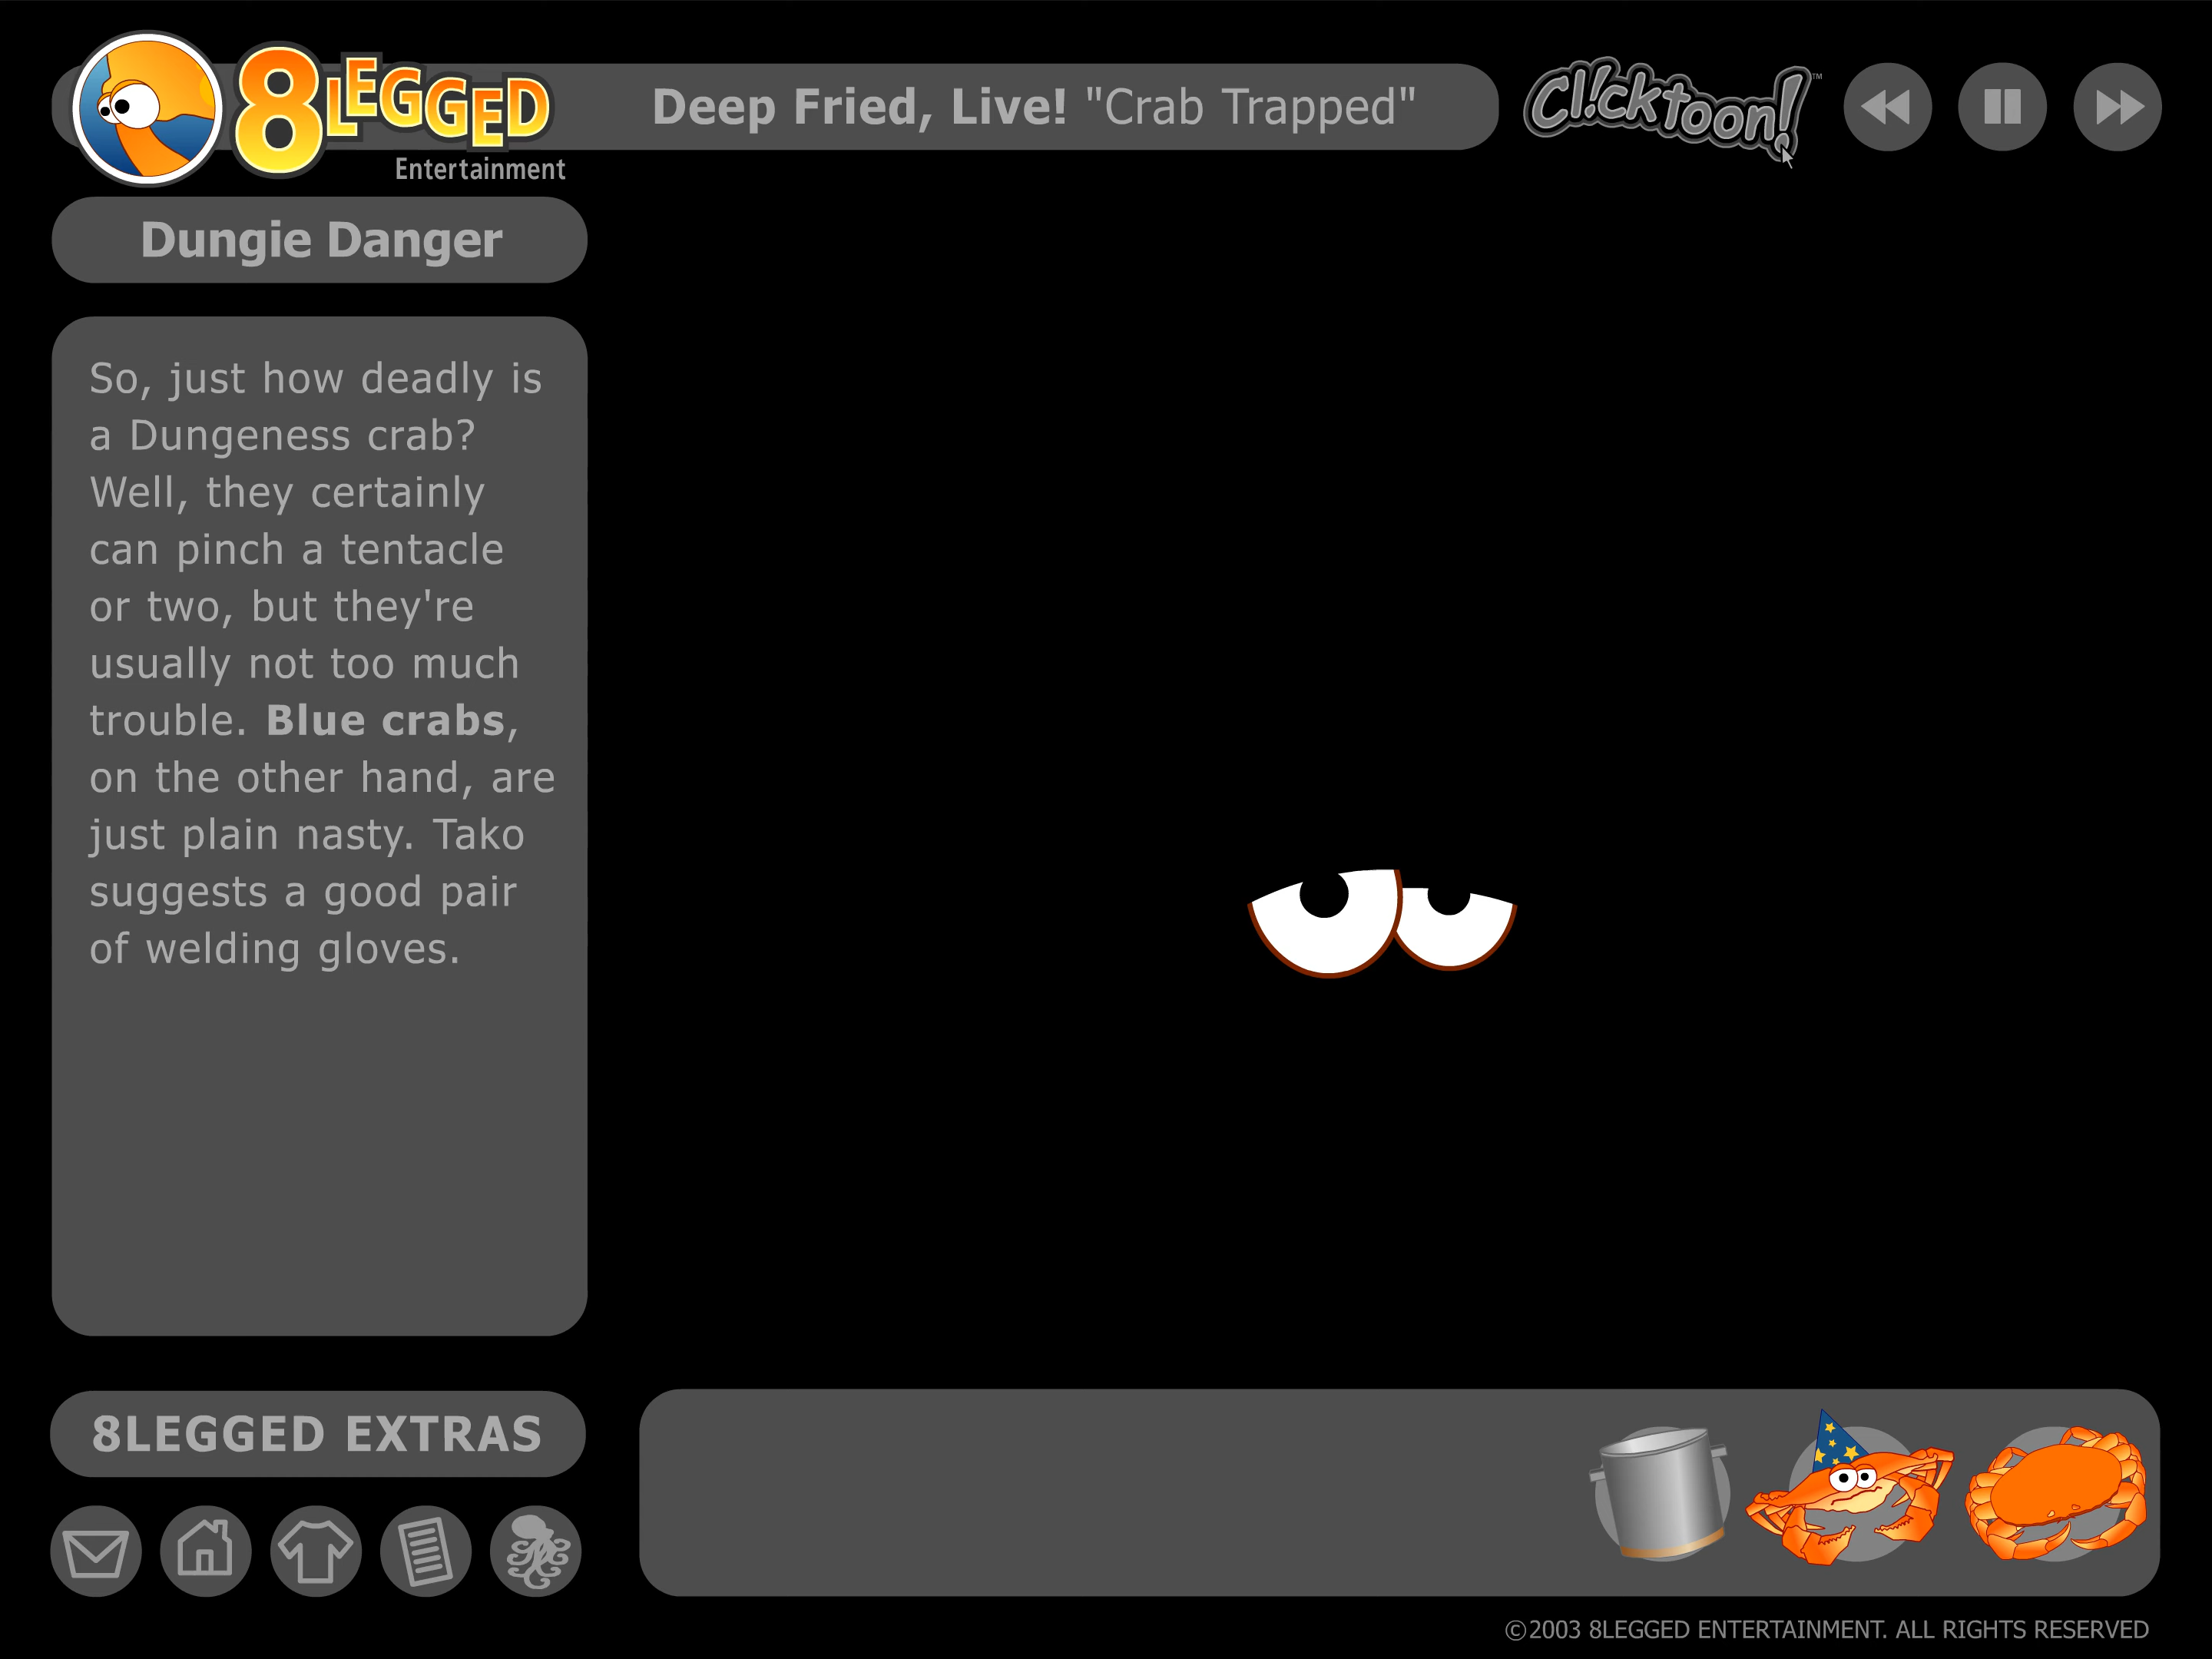 8LEGGED
Entertainment
Deep Fried, Live! "Crab Trapped"
Cl!cktoon!™
Dungie Danger
So, just how deadly is
a Dungeness crab?
Well, they certainly
can pinch a tentacle
or two, but they're
usually not too much
trouble. Blue crabs,
on the other hand, are
just plain nasty. Tako
suggests a good pair
of welding gloves.
8LEGGED EXTRAS
©2003 8LEGGED ENTERTAINMENT. ALL RIGHTS RESERVED